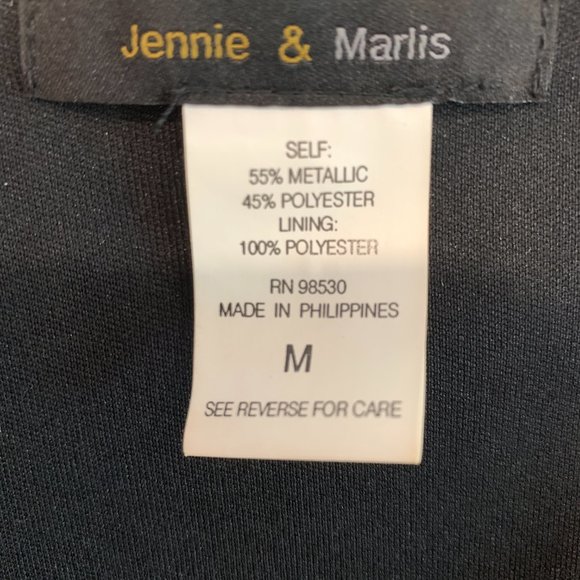 Jennie & Marlis
SELF:
55% METALLIC
45% POLYESTER
LINING:
100% POLYESTER
RN 98530
MADE IN PHILIPPINES
M
SEE REVERSE FOR CARE